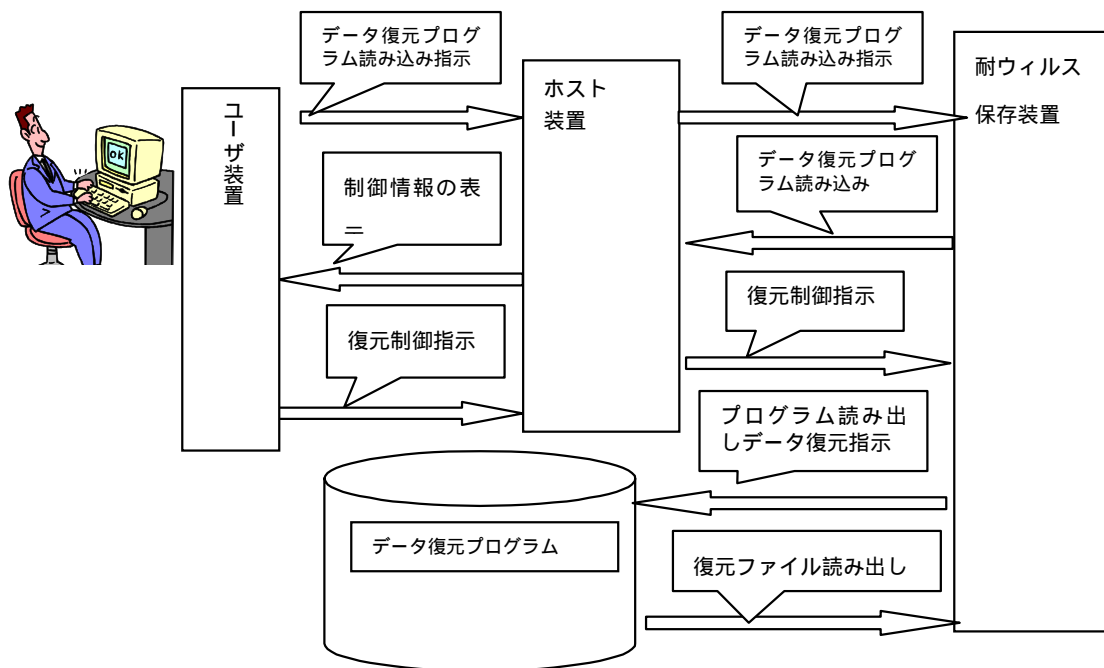 データ復元プログ
ラム読み込み指示
データ復元プログ
ラム読み込み指示
ユーザ装置
ホスト
装置
耐ウィルス
保存装置
OK
制御情報の表
データ復元プログ
ラム読み込み
復元制御指示
復元制御指示
プログラム読み出
しデータ復元指示
データ復元プログラム
復元ファイル読み出し